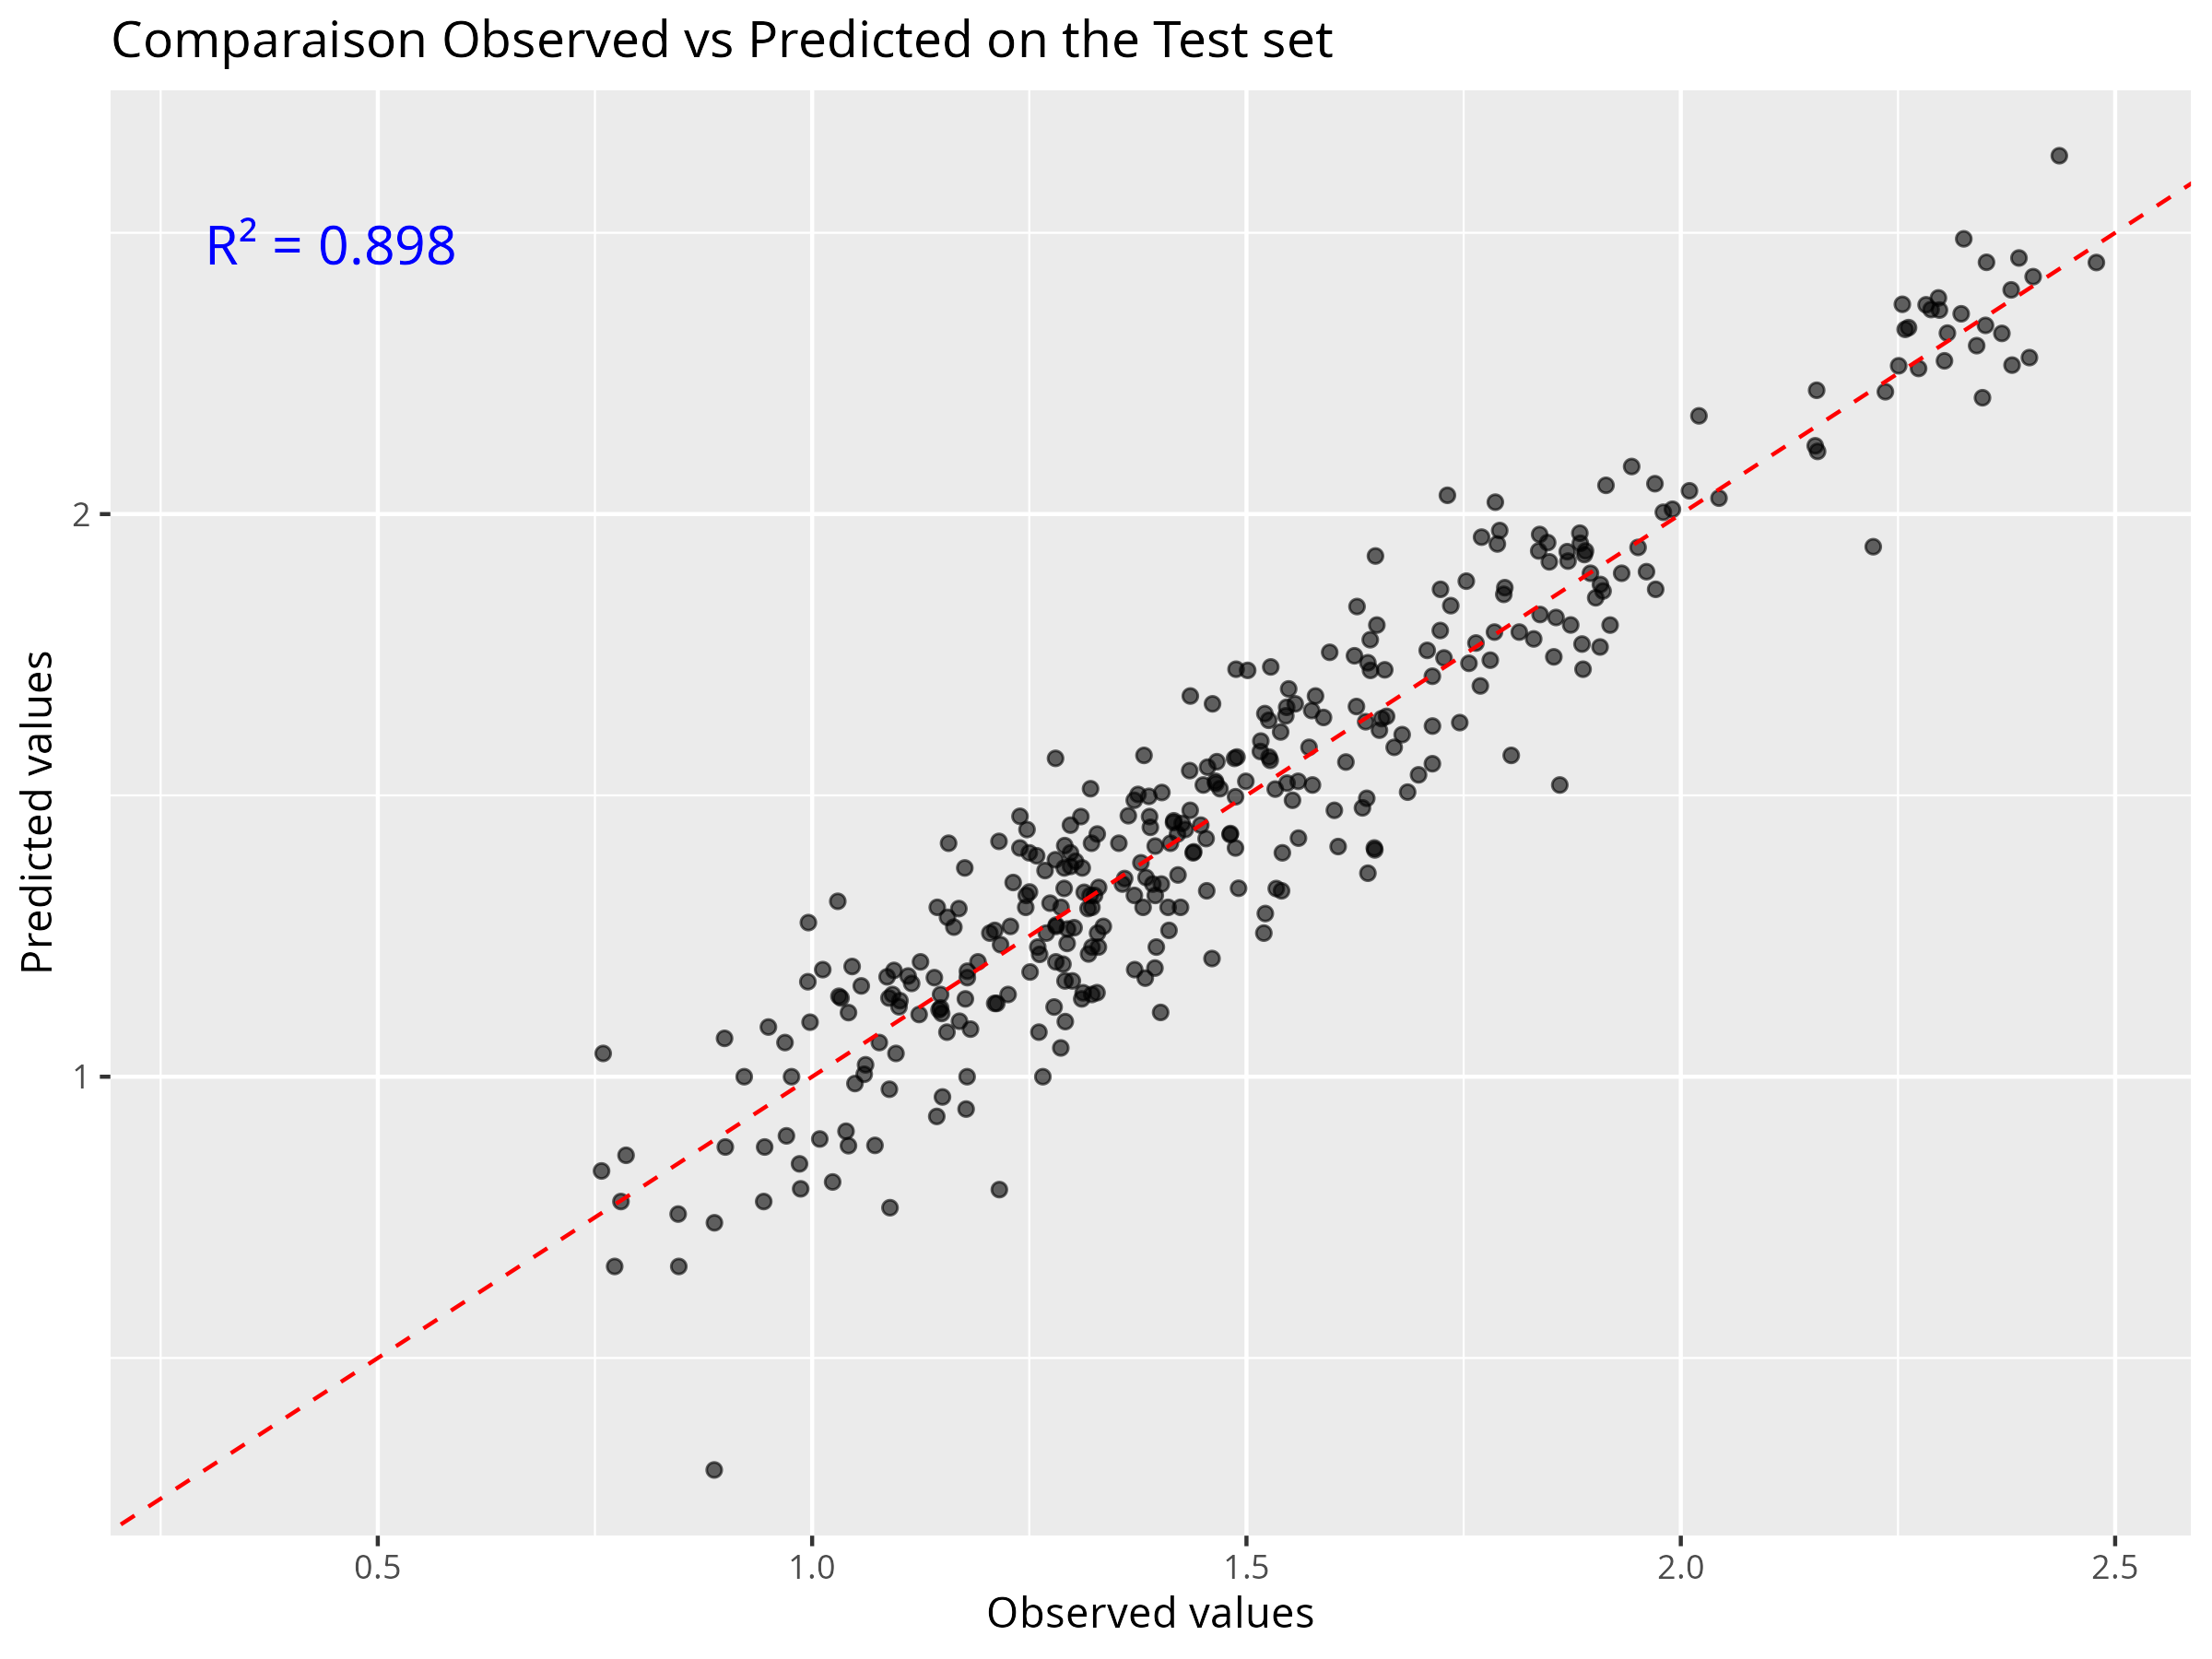 Comparaison Observed vs Predicted on the Test set
R² = 0.898
Predicted values
2
1
0.5 1.0 1.5 2.0 2.5
Observed values